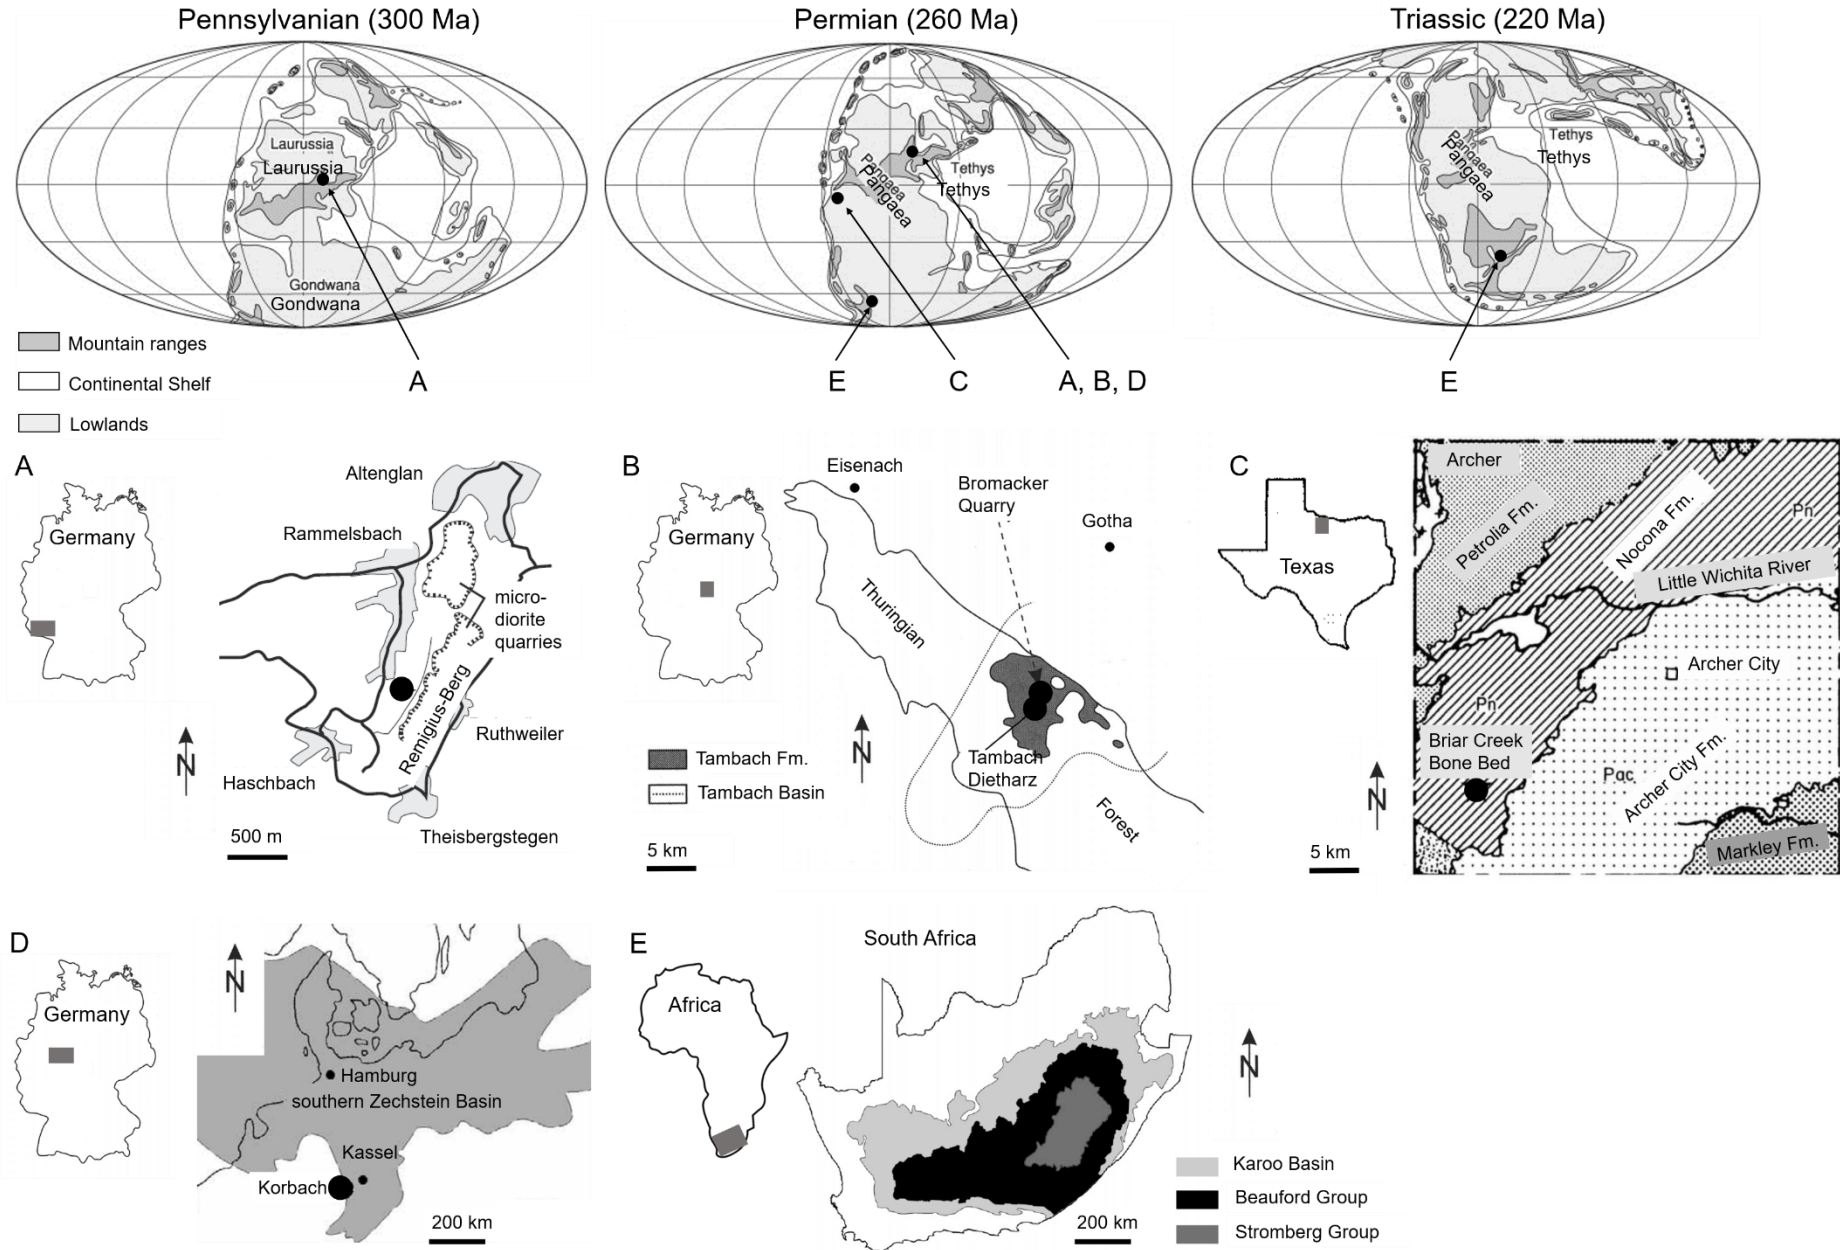 Pennsylvanian (300 Ma)
Permian (260 Ma)
Triassic (220 Ma)
Laurussia
Laurussia
Gondwana
Gondwana
Pangaea
Pangaea
Tethys
Tethys
Pangaea
Pangaea
Tethys
Tethys
Mountain ranges
Continental Shelf
Lowlands
A
E
C
A, B, D
E
A
Germany
Altenglan
Rammelsbach
micro-
diorite
quarries
Remigius-Berg
Ruthweiler
Haschbach
Theisbergstegen
N
500 m
B
Germany
Eisenach
Bromacker
Quarry
Gotha
Thuringian
Forest
Tambach
Dietharz
Tambach Fm.
Tambach Basin
N
5 km
C
Texas
Archer
Petrolia Fm.
Nocona Fm.
Pn
Little Wichita River
Archer City
Pn
Briar Creek
Bone Bed
Pac
Archer City Fm.
Markley Fm.
N
5 km
D
Germany
N
Hamburg
southern Zechstein Basin
Kassel
Korbach
200 km
E
Africa
South Africa
N
Karoo Basin
Beauford Group
Stromberg Group
200 km